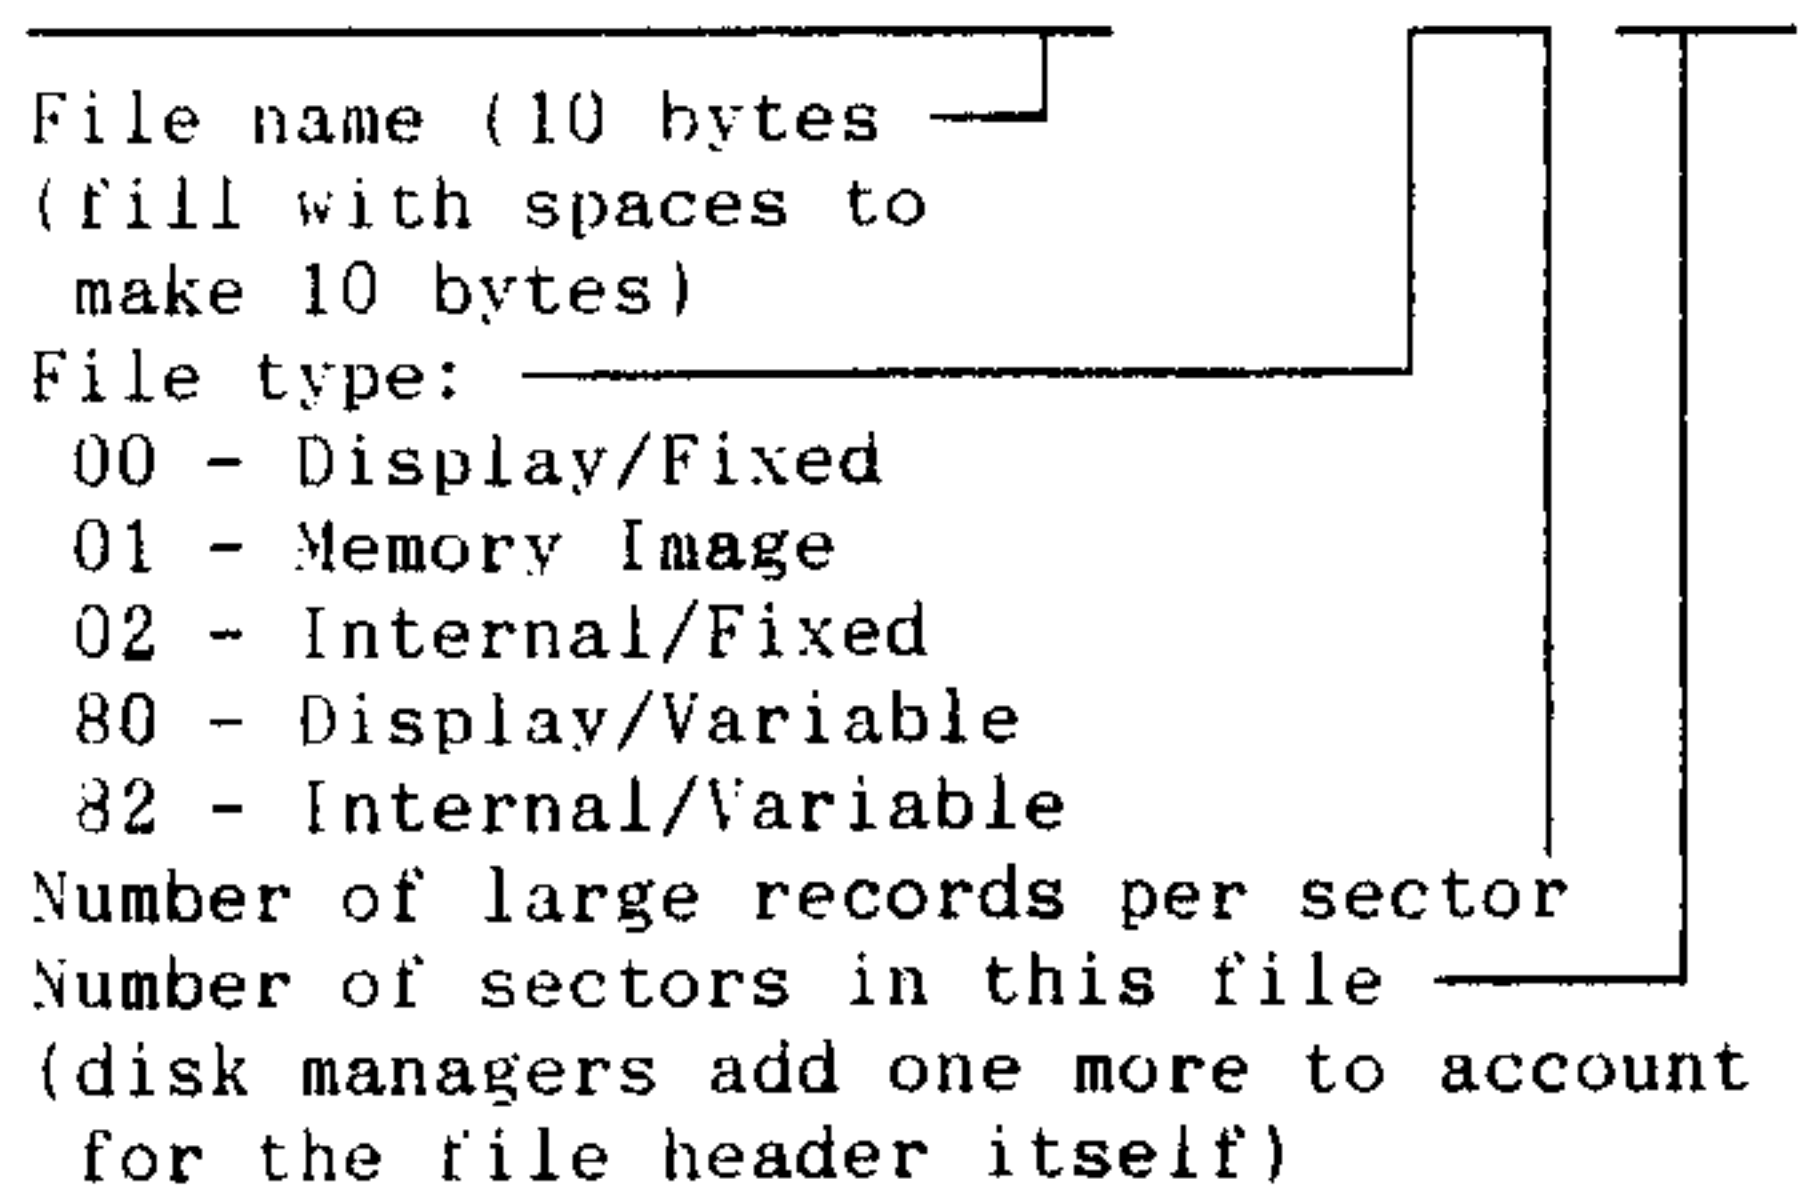 File name (10 bytes
(fill with spaces to
make 10 bytes)
File type:
00 - Display/Fixed
01 - Memory Image
02 - Internal/Fixed
80 - Display/Variable
82 - Internal/Variable
Number of large records per sector
Number of sectors in this file
(disk managers add one more to account
for the file header itself)